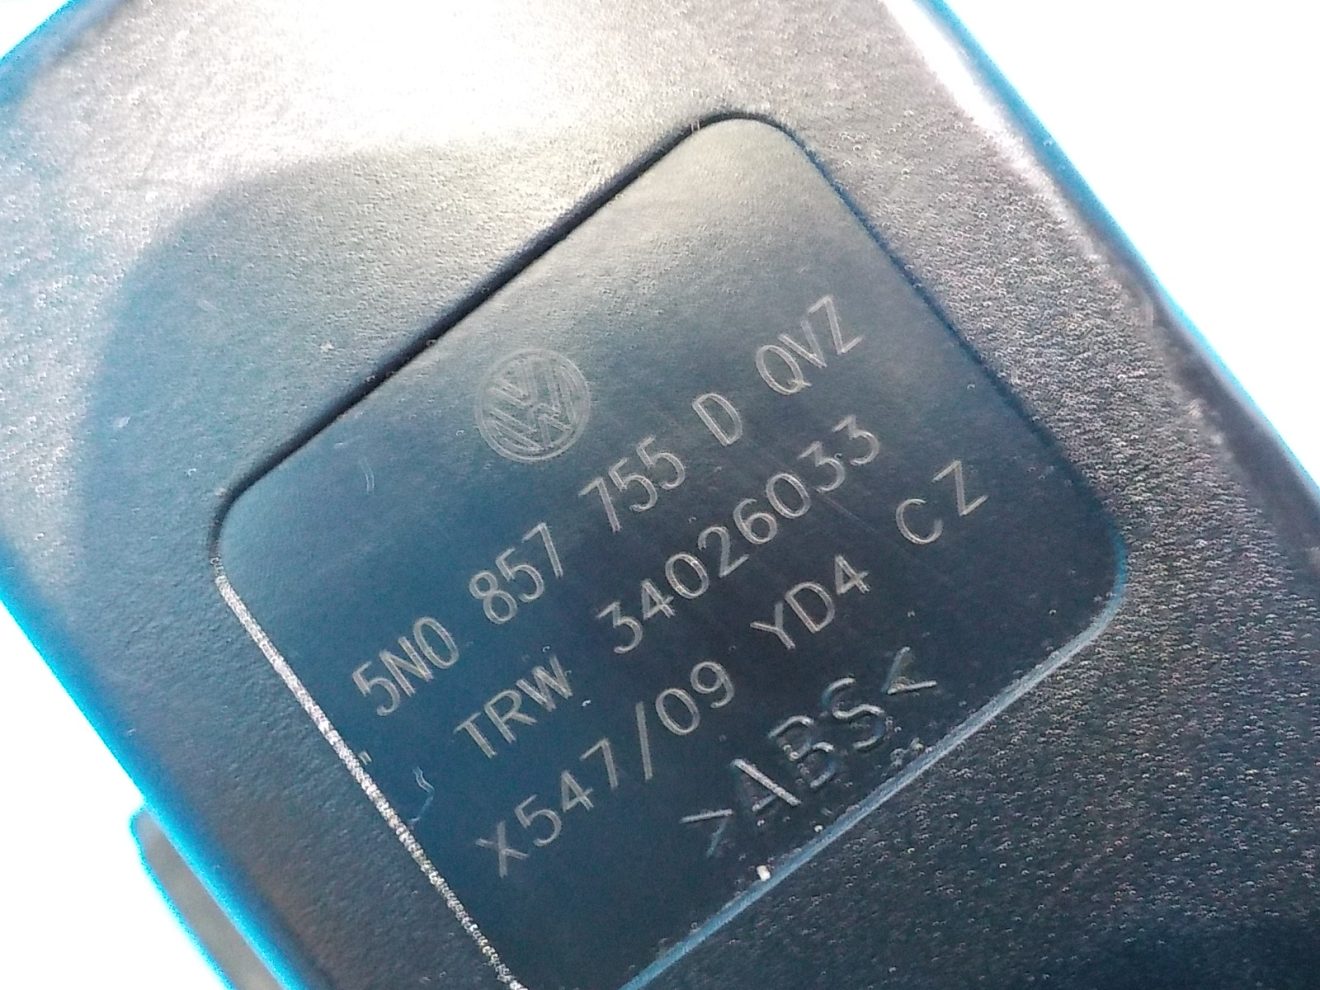 5N0 857 755 D QVZ
TRW 34026033
X547/09 YD4 CZ
>ABS<